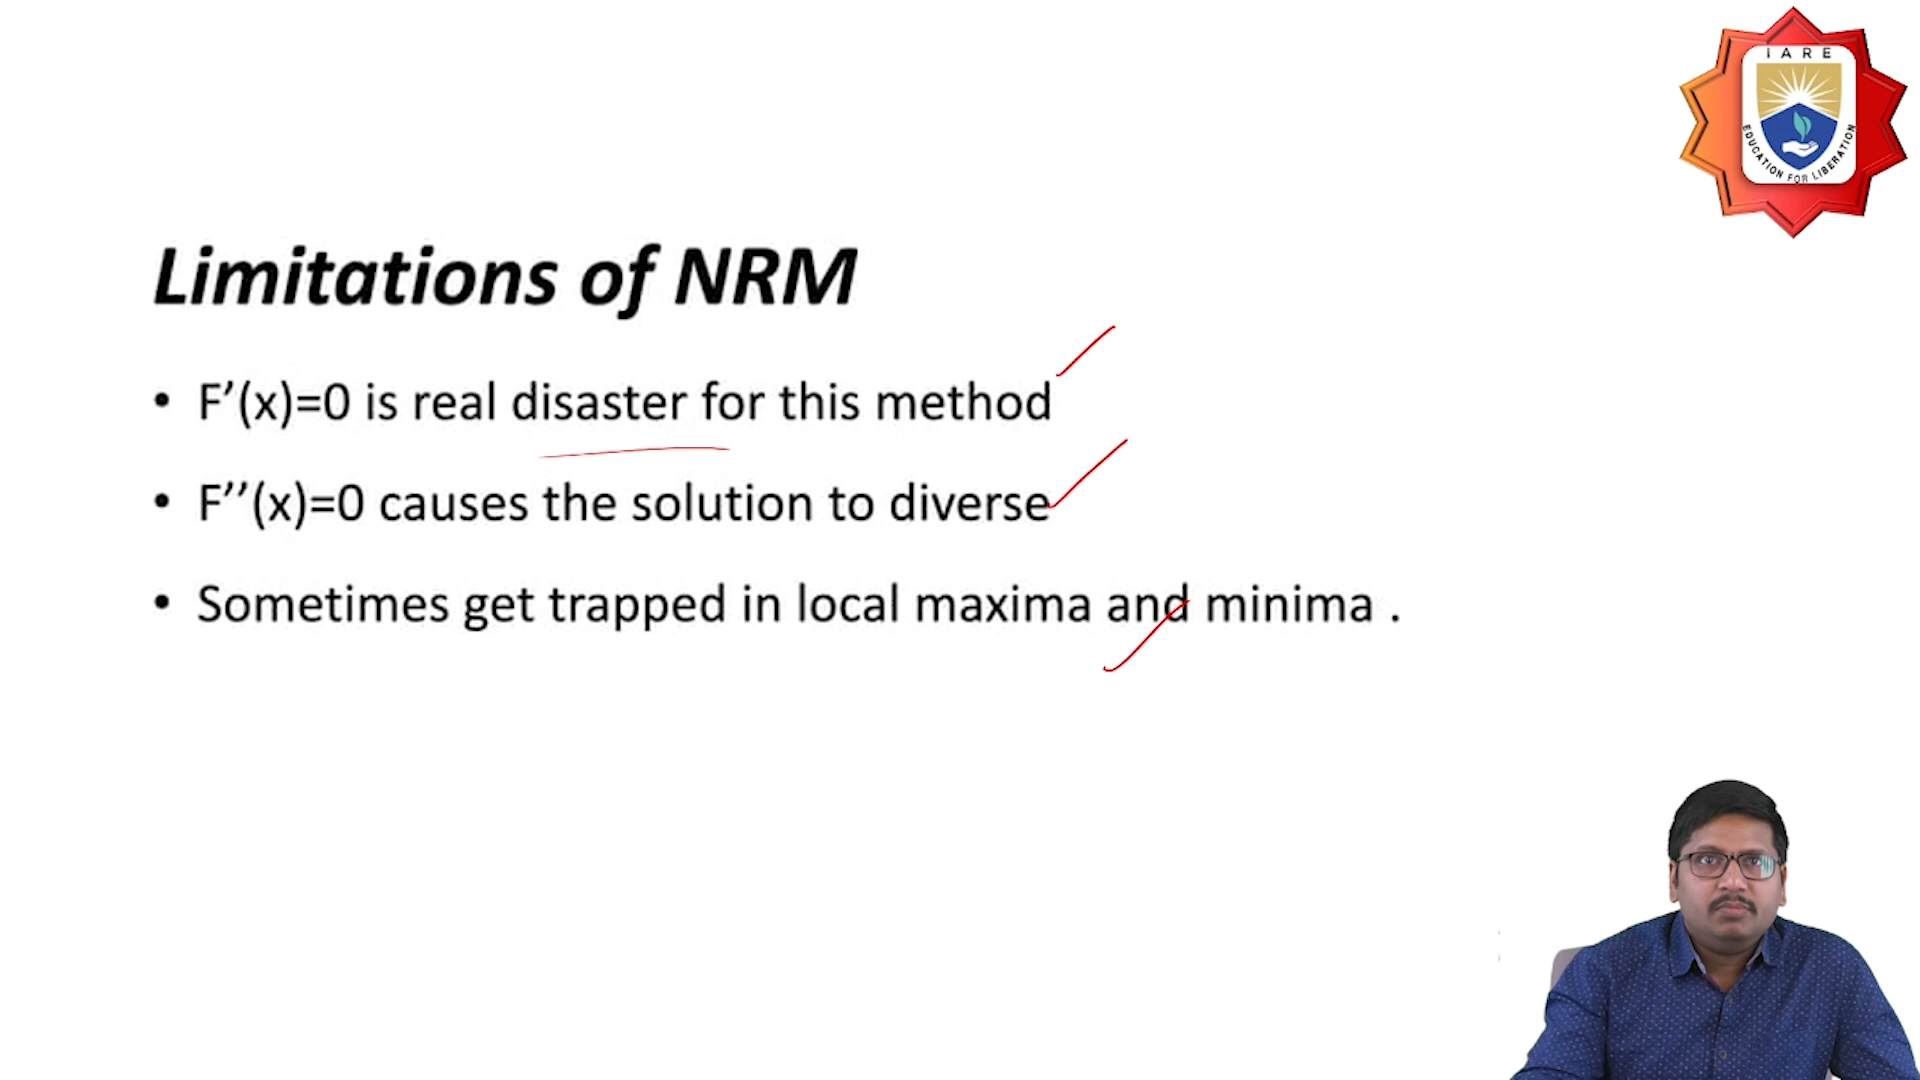 IARE
EDUCATION FOR LIBERATION
Limitations of NRM
• F’(x)=0 is real disaster for this method
• F’’(x)=0 causes the solution to diverse
• Sometimes get trapped in local maxima and minima .